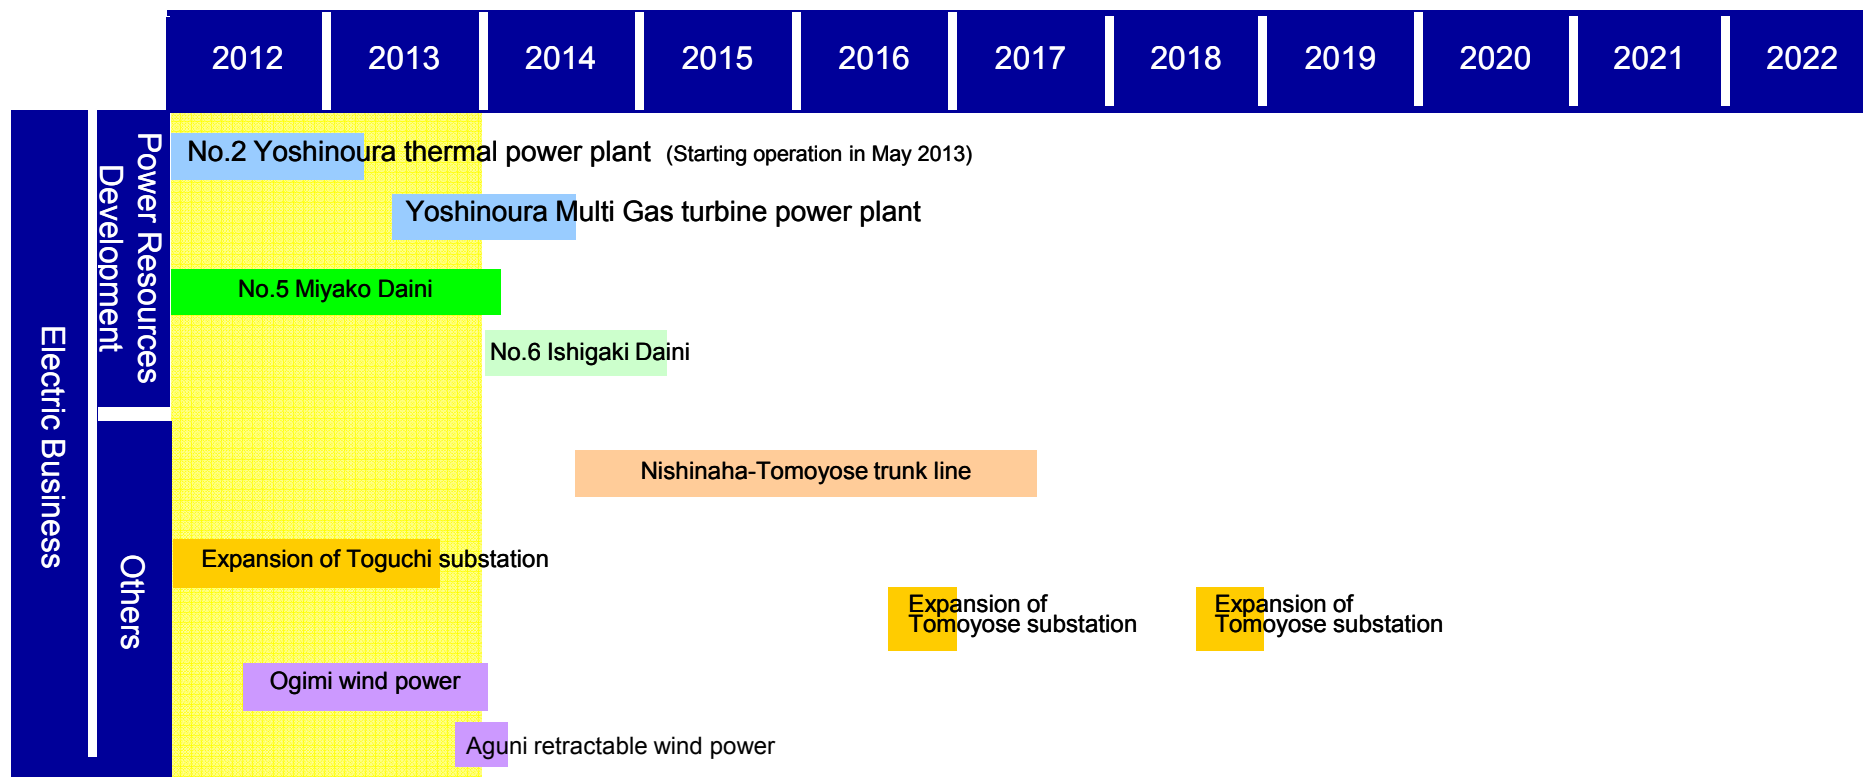 2012 2013 2014 2015 2016 2017 2018 2019 2020 2021 2022
Electric Business
Power Resources
Development
No.2 Yoshinoura thermal power plant (Starting operation in May 2013)
Yoshinoura Multi Gas turbine power plant
No.5 Miyako Daini
No.6 Ishigaki Daini
Others
Nishinaha-Tomoyose trunk line
Expansion of Toguchi substation
Expansion of
Tomoyose substation
Expansion of
Tomoyose substation
Ogimi wind power
Aguni retractable wind power